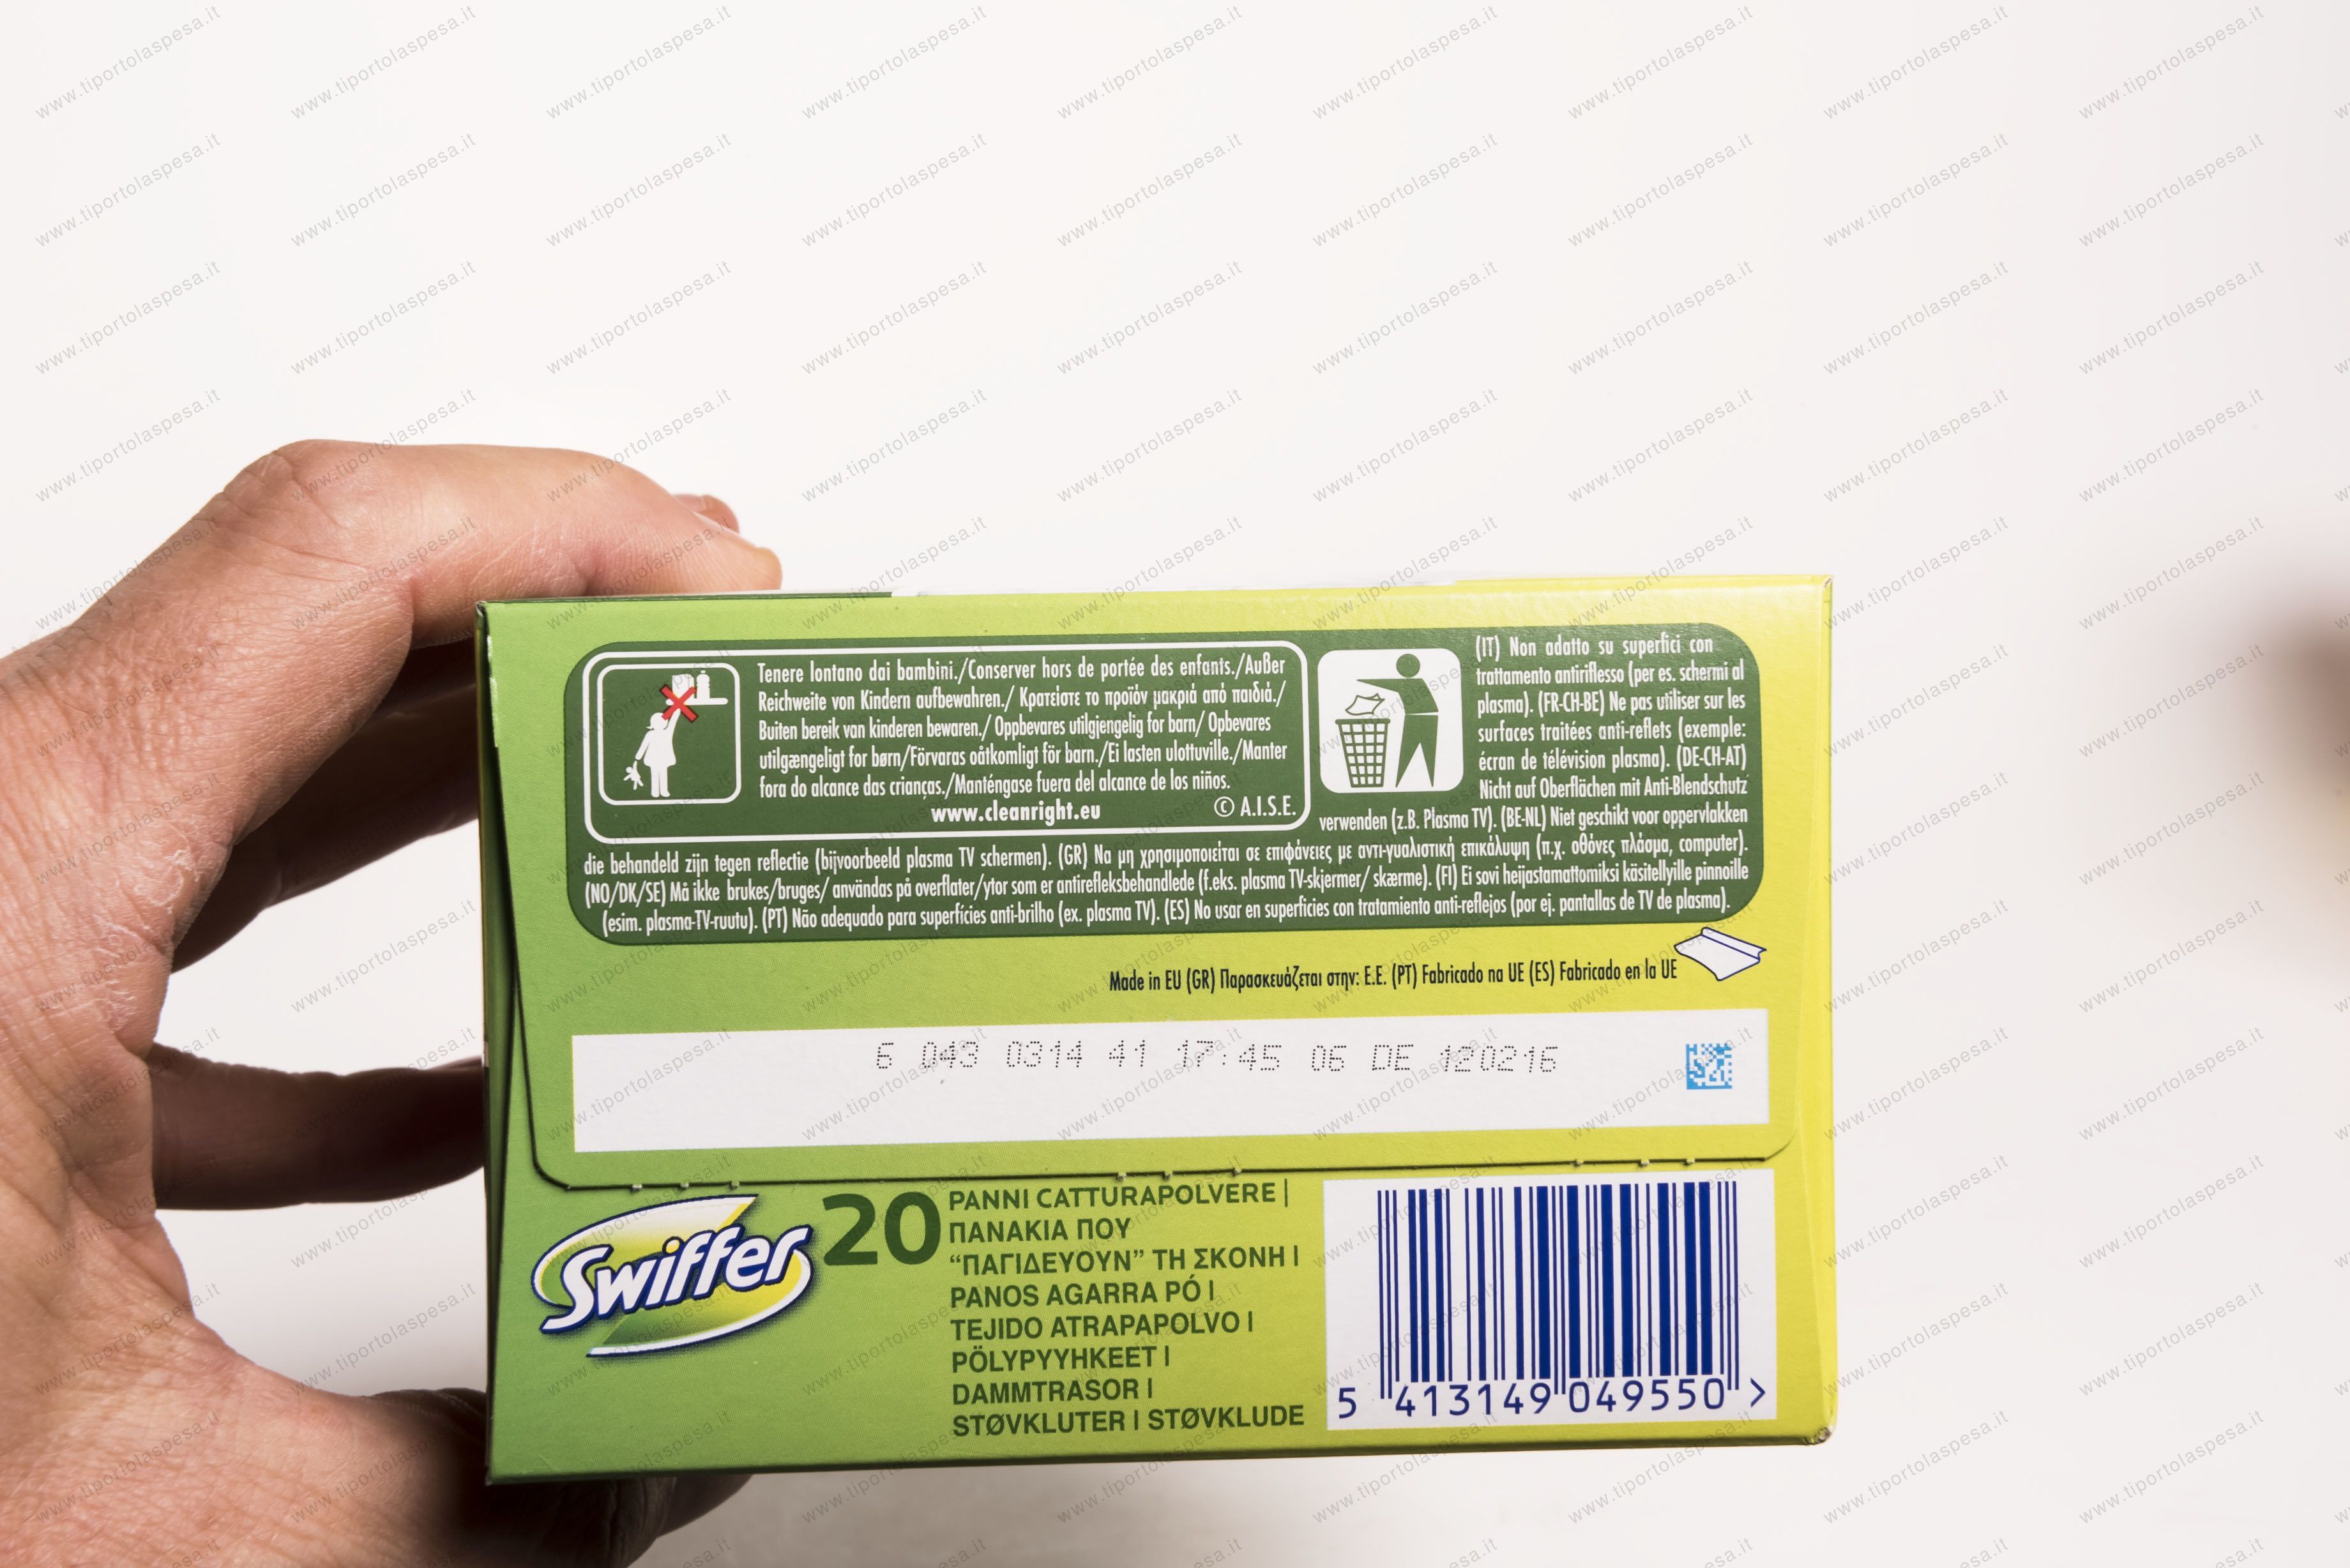 Tenere lontano dai bambini./Conserver hors de portée des enfants./Außer
Reichweite von Kindern aufbewahren./ Κρατείστε το προϊόν μακριά από παιδιά./
Buiten bereik van kinderen bewaren./ Oppbevares utilgjengelig for barn/ Opbevares
utilgængeligt for børn/Förvaras oåtkomligt för barn./Ei lasten ulottuville./Manter
fora do alcance das crianças./Manténgase fuera del alcance de los niños.
www.cleanright.eu © A.I.S.E.
(IT) Non adatto su superfici con
trattamento antiriflesso (per es. schermi al
plasma). (FR-CH-BE) Ne pas utiliser sur les
surfaces traitées anti-reflets (exemple:
écran de télévision plasma). (DE-CH-AT)
Nicht auf Oberflächen mit Anti-Blendschutz
verwenden (z.B. Plasma TV). (BE-NL) Niet geschikt voor oppervlakken
die behandeld zijn tegen reflectie (bijvoorbeeld plasma TV schermen). (GR) Να μη χρησιμοποιείται σε επιφάνειες με αντι-γυαλιστική επικάλυψη (π.χ. οθόνες πλάσμα, computer).
(NO/DK/SE) Må ikke brukes/bruges/ användas på overflater/ytor som er antirefleksbehandlede (f.eks. plasma TV-skjermer/ skærme). (FI) Ei sovi heijastamattomiksi käsitellyille pinnoille
(esim. plasma-TV-ruutu). (PT) Não adequado para superfícies anti-brilho (ex. plasma TV). (ES) No usar en superficies con tratamiento anti-reflejos (por ej. pantallas de TV de plasma).
Made in EU (GR) Παρασκευάζεται στην: Ε.Ε. (PT) Fabricado na UE (ES) Fabricado en la UE
6 043 0314 41 17:45 06 DE 120216
Swiffer
20
PANNI CATTURAPOLVERE |
ΠΑΝΑΚΙΑ ΠΟΥ
“ΠΑΓΙΔΕΥΟΥΝ” ΤΗ ΣΚΟΝΗ |
PANOS AGARRA PÓ |
TEJIDO ATRAPAPOLVO |
PÖLYPYYHKEET |
DAMMTRASOR |
STØVKLUTER | STØVKLUDE
5 413149 049550 >
www.tiportolaspesa.it